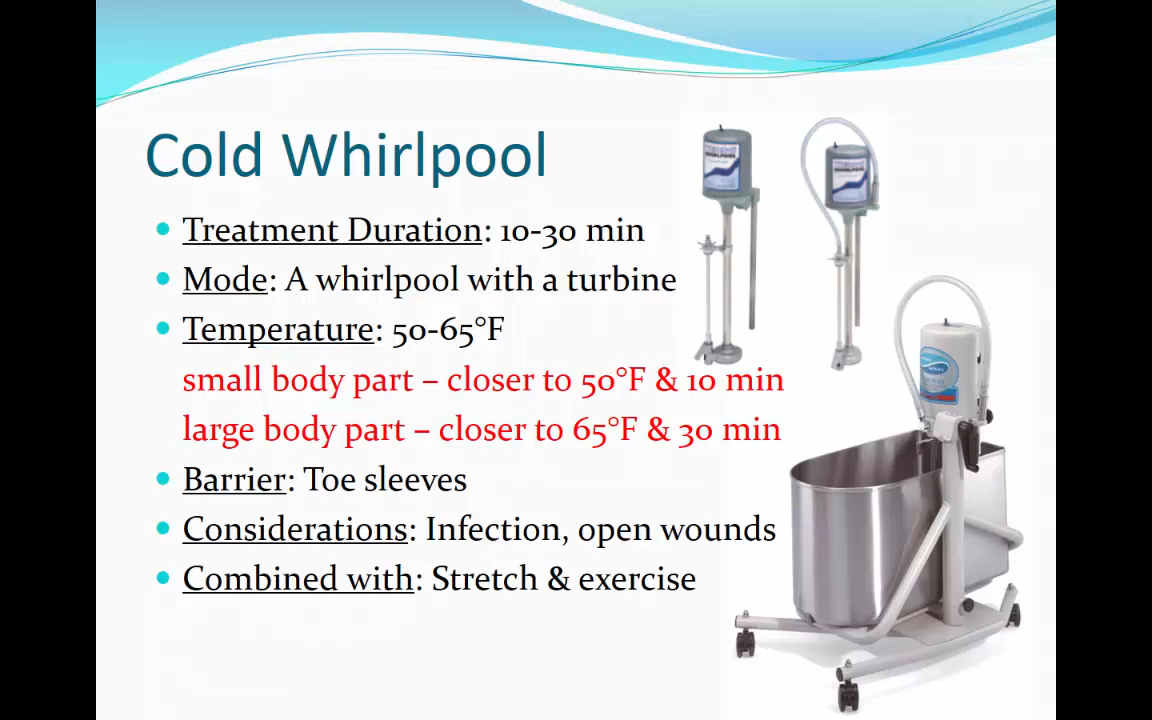 Cold Whirlpool
Treatment Duration: 10-30 min
Mode: A whirlpool with a turbine
Temperature: 50-65°F
small body part – closer to 50°F & 10 min
large body part – closer to 65°F & 30 min
Barrier: Toe sleeves
Considerations: Infection, open wounds
Combined with: Stretch & exercise
WHIRLPOOL
WHIRLPOOL